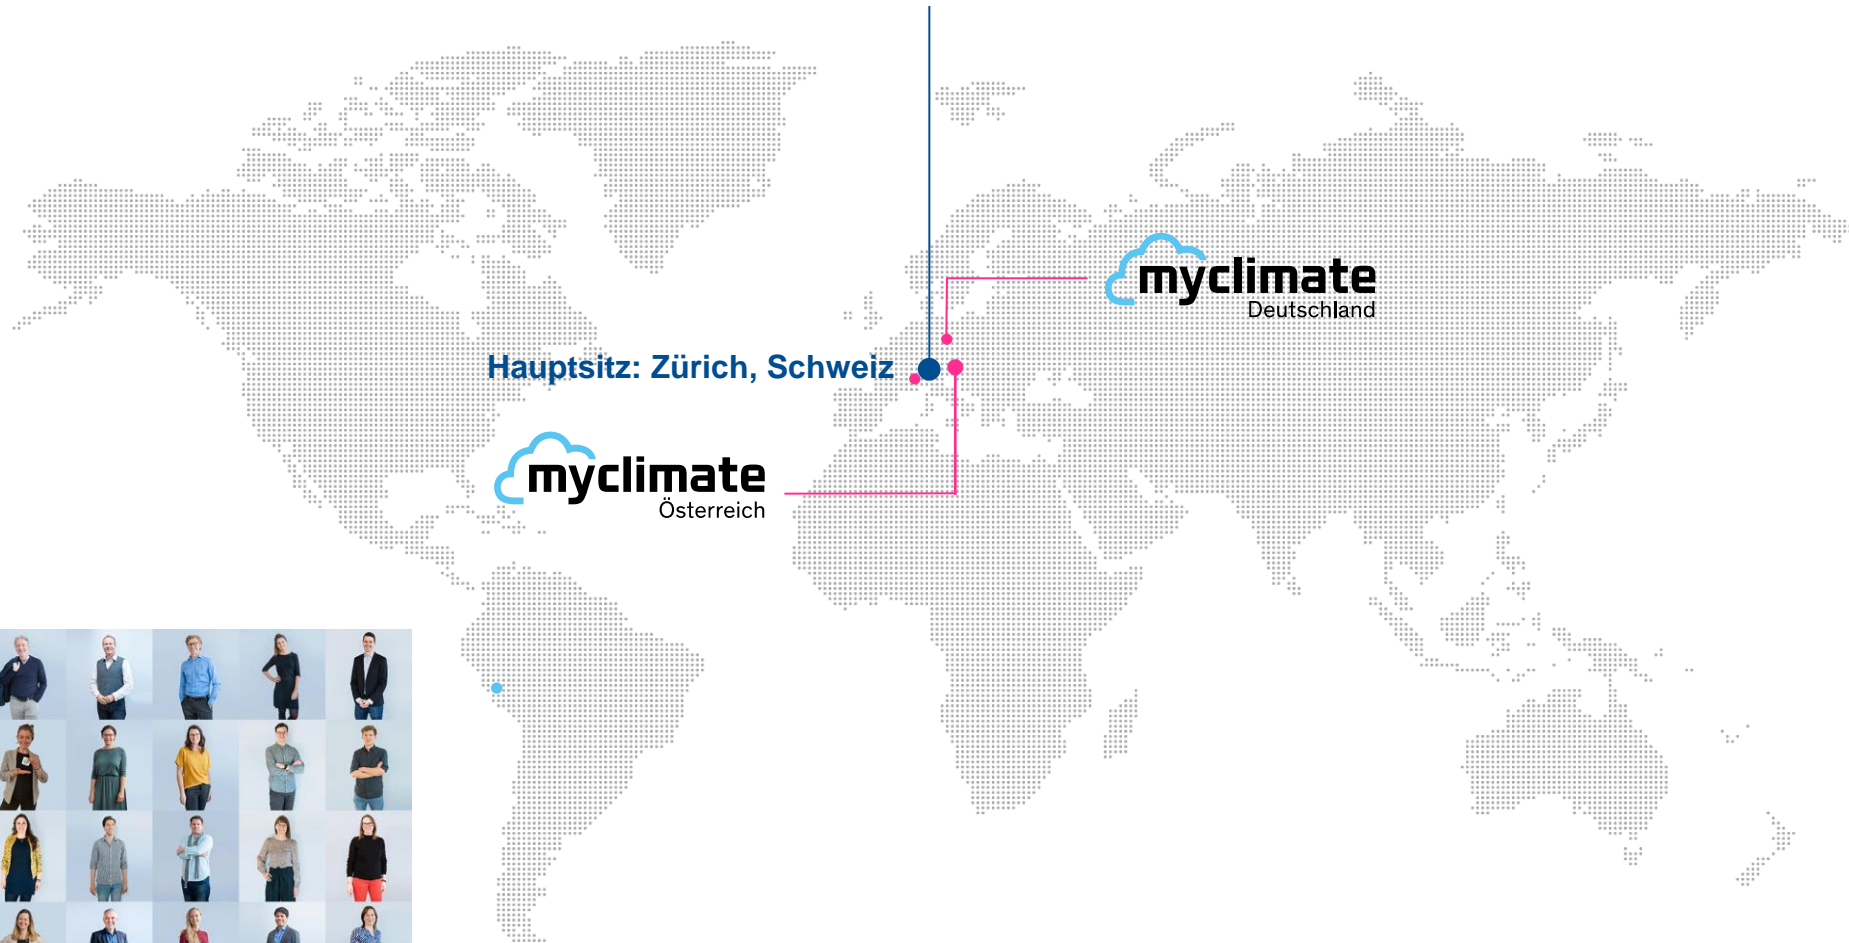 myclimate
Deutschland
Hauptsitz: Zürich, Schweiz
myclimate
Österreich